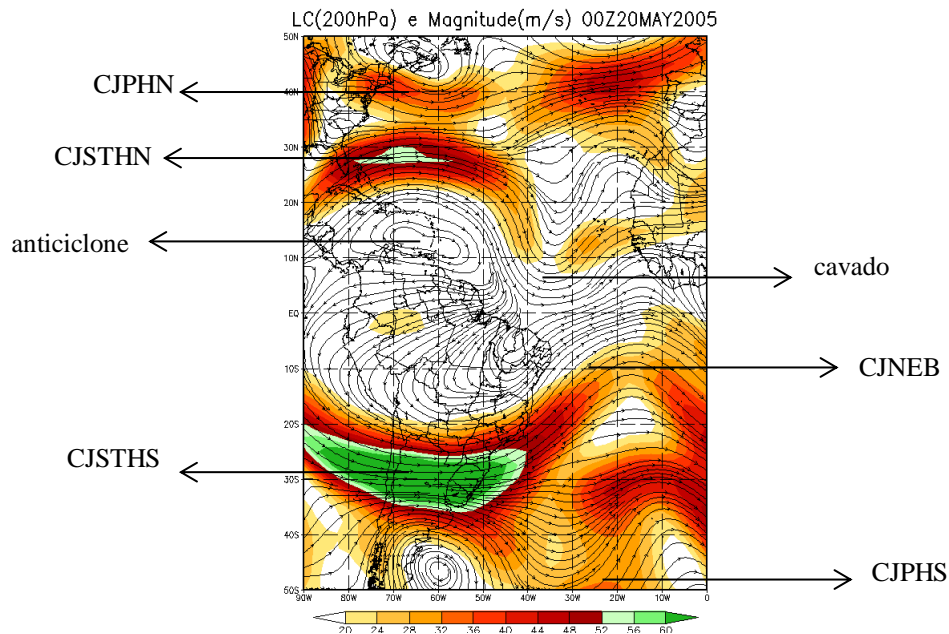 LC(200hPa) e Magnitude(m/s) 00Z20MAY2005
50N
40N
30N
20N
10N
EQ
10S
20S
30S
40S
50S
CJPHN
CJSTHN
anticiclone
cavado
CJNEB
CJSTHS
CJPHS
90W 80W 70W 60W 50W 40W 30W 20W 10W 0
20 24 28 32 36 40 44 48 52 56 60